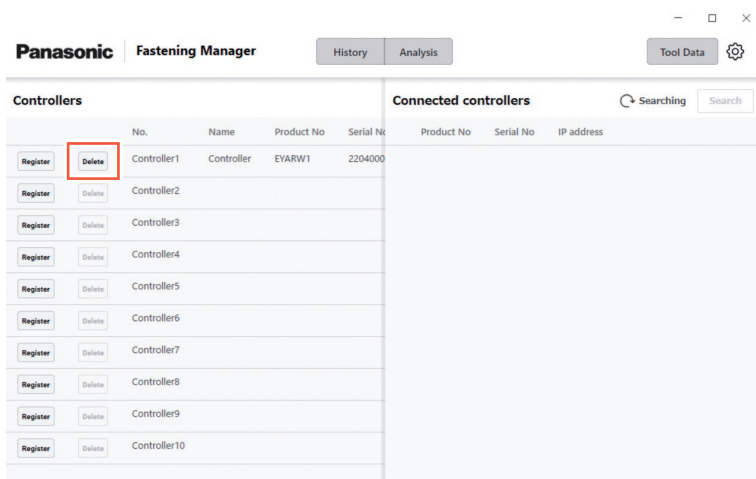 Panasonic Fastening Manager History Analysis Tool Data
Controllers
No. Name Product No Serial No
Register Delete Controller1 Controller EYARW1 2204000
Register Delete Controller2
Register Delete Controller3
Register Delete Controller4
Register Delete Controller5
Register Delete Controller6
Register Delete Controller7
Register Delete Controller8
Register Delete Controller9
Register Delete Controller10
Connected controllers Searching Search
Product No Serial No IP address